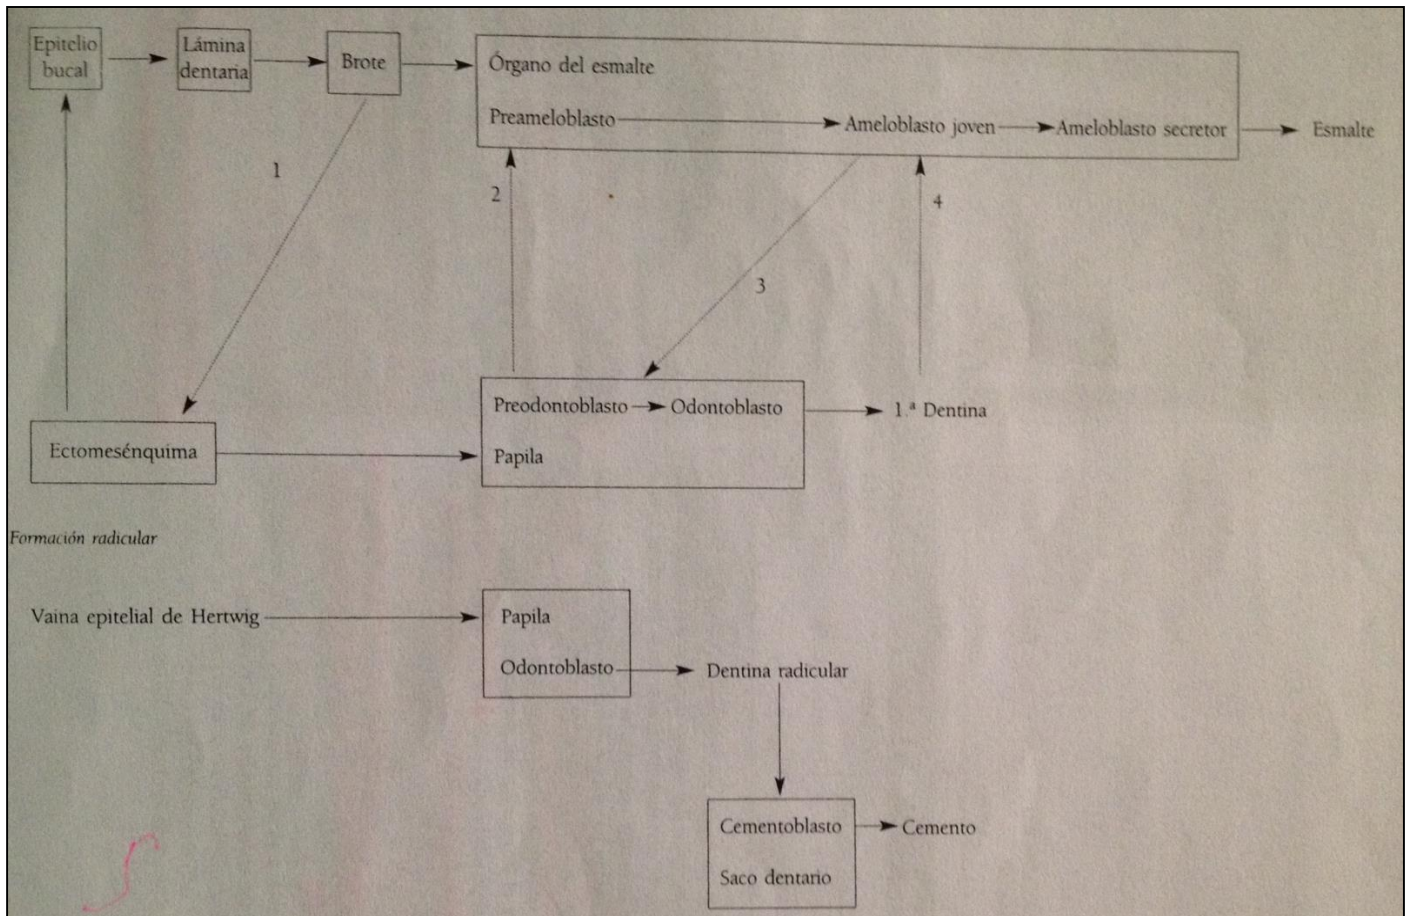 Epitelio
bucal
Lámina
dentaria
Brote
Órgano del esmalte
Preameloblasto
Ameloblasto joven
Ameloblasto secretor
Esmalte
1
2
3
4
Preodontoblasto
Odontoblasto
1.ª Dentina
Papila
Ectomesénquima
Formación radicular
Vaina epitelial de Hertwig
Papila
Odontoblasto
Dentina radicular
Cementoblasto
Cemento
Saco dentario